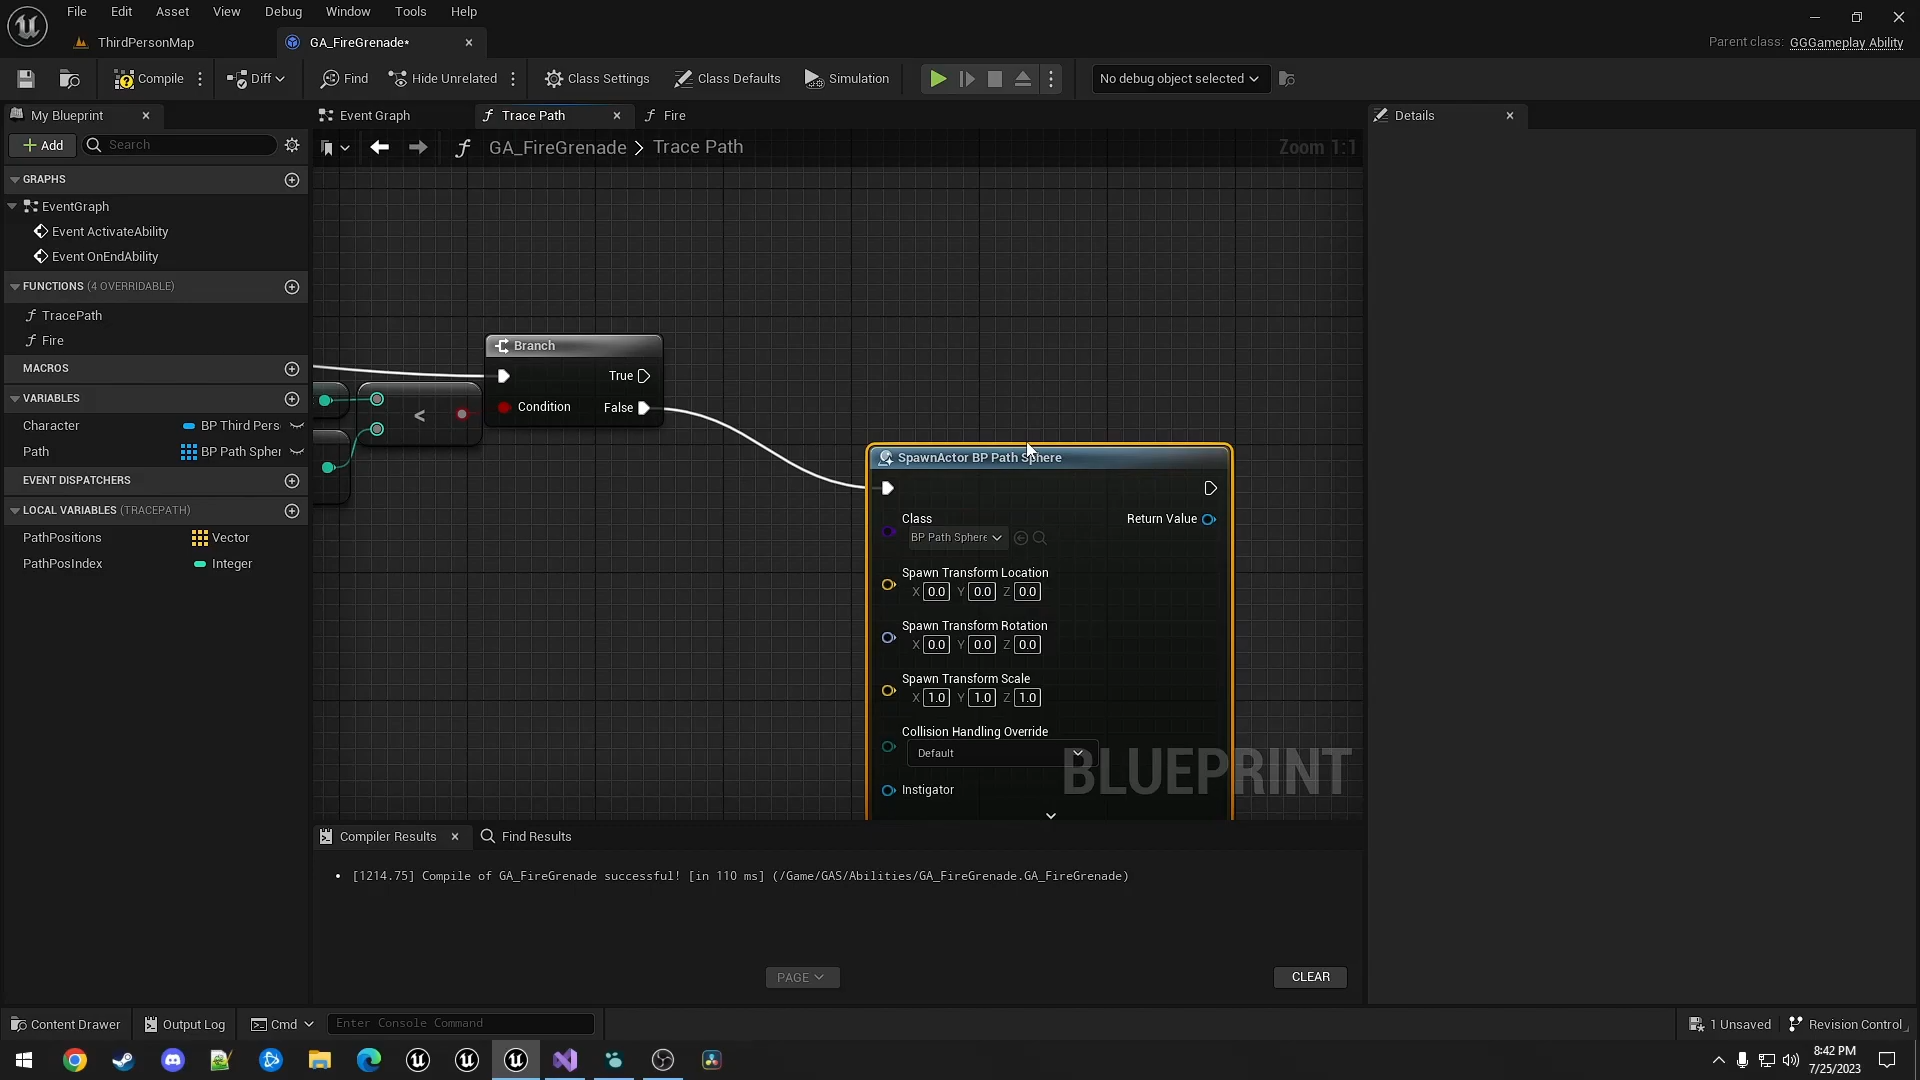 File Edit Asset View Debug Window Tools Help
ThirdPersonMap
GA_FireGrenade*
Parent class: GGGameplay Ability
Compile
Diff
Find
Hide Unrelated
Class Settings
Class Defaults
Simulation
No debug object selected
My Blueprint
Event Graph
Trace Path
Fire
Details
Add
Search
GA_FireGrenade > Trace Path
Zoom 1:1
GRAPHS
EventGraph
Event ActivateAbility
Event OnEndAbility
FUNCTIONS (4 OVERRIDABLE)
TracePath
Fire
MACROS
VARIABLES
Character BP Third Pers
Path BP Path Spher
EVENT DISPATCHERS
LOCAL VARIABLES (TRACEPATH)
PathPositions Vector
PathPosIndex Integer
<
Branch
True
Condition False
SpawnActor BP Path Sphere
Class Return Value
BP Path Sphere
Spawn Transform Location
X 0.0 Y 0.0 Z 0.0
Spawn Transform Rotation
X 0.0 Y 0.0 Z 0.0
Spawn Transform Scale
X 1.0 Y 1.0 Z 1.0
Collision Handling Override
Default
Instigator
BLUEPRINT
Compiler Results
Find Results
[1214.75] Compile of GA_FireGrenade successful! [in 110 ms] (/Game/GAS/Abilities/GA_FireGrenade.GA_FireGrenade)
PAGE
CLEAR
Content Drawer
Output Log
Cmd
Enter Console Command
1 Unsaved
Revision Control
8:42 PM
7/25/2023